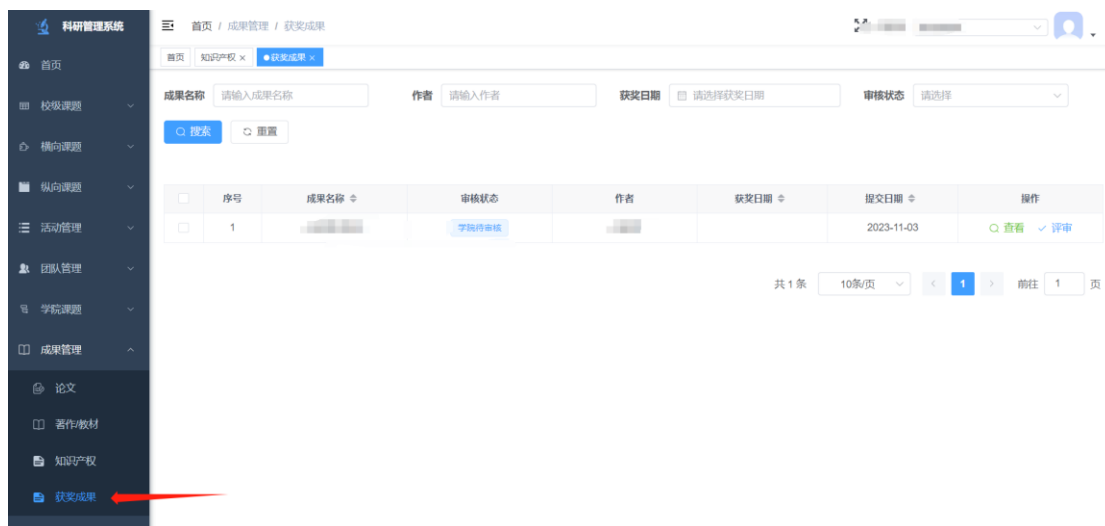 科研管理系统
首页 / 成果管理 / 获奖成果
首页 知识产权 × 获奖成果 ×
首页
校级课题
横向课题
纵向课题
活动管理
团队管理
学院课题
成果管理
论文
著作/教材
知识产权
获奖成果
成果名称 请输入成果名称 作者 请输入作者 获奖日期 请选择获奖日期 审核状态 请选择
搜索 重置
序号 成果名称 审核状态 作者 获奖日期 提交日期 操作
1 学院待审核 2023-11-03 查看 评审
共 1 条 10条/页 < 1 > 前往 1 页